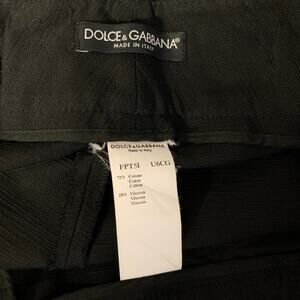 DOLCE & GABBANA®
MADE IN ITALY
DOLCE&GABBANA
Made in Italy
FPT5I U6CG
72% Cotone
Coton
Cotton
28% Viscosa
Viscose
Viscose